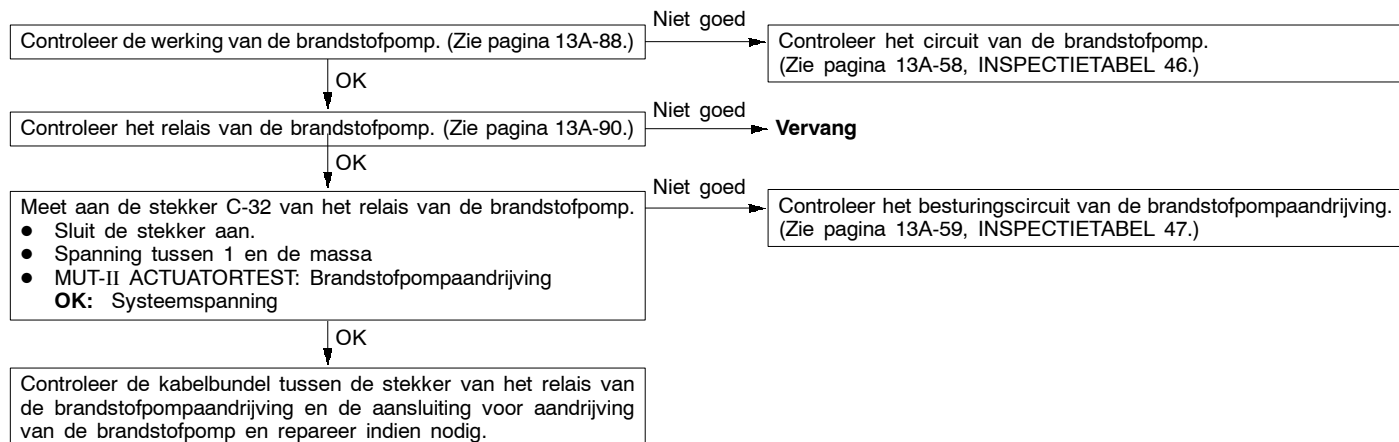 Niet goed
Controleer de werking van de brandstofpomp. (Zie pagina 13A-88.)
Controleer het circuit van de brandstofpomp.
(Zie pagina 13A-58, INSPECTIETABEL 46.)
OK
Niet goed
Controleer het relais van de brandstofpomp. (Zie pagina 13A-90.)
Vervang
OK
Niet goed
Meet aan de stekker C-32 van het relais van de brandstofpomp.
● Sluit de stekker aan.
● Spanning tussen 1 en de massa
● MUT-II ACTUATORTEST: Brandstofpompaandrijving
OK: Systeemspanning
Controleer het besturingscircuit van de brandstofpompaandrijving.
(Zie pagina 13A-59, INSPECTIETABEL 47.)
OK
Controleer de kabelbundel tussen de stekker van het relais van
de brandstofpompaandrijving en de aansluiting voor aandrijving
van de brandstofpomp en repareer indien nodig.